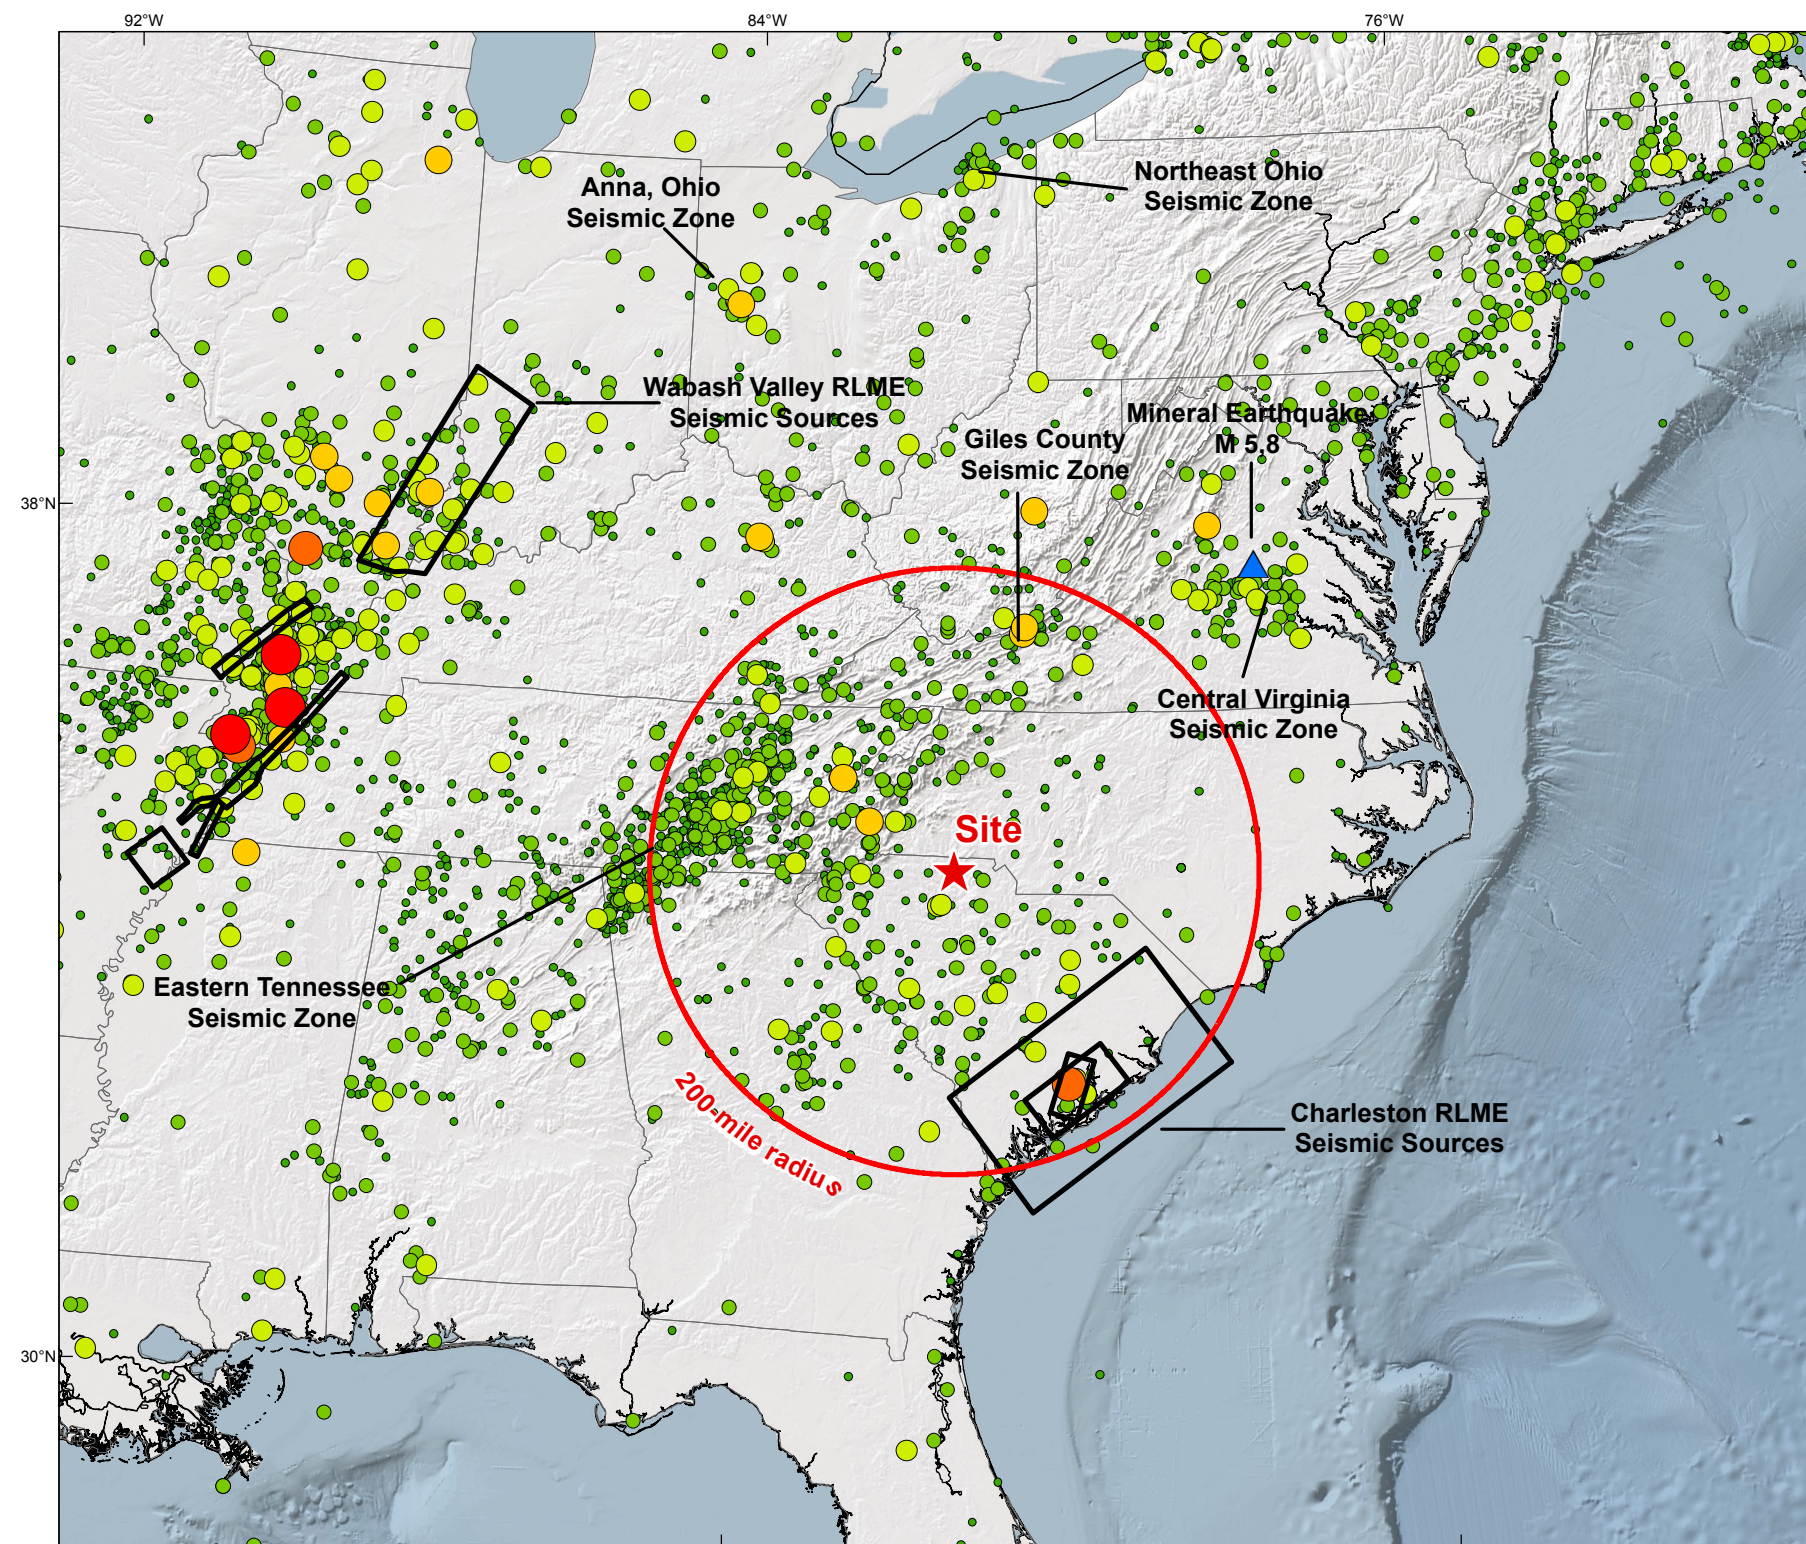 92°W
84°W
76°W
Anna, Ohio
Seismic Zone
Northeast Ohio
Seismic Zone
Wabash Valley RLME
Seismic Sources
Mineral Earthquake
M 5.8
Giles County
Seismic Zone
38°N
Central Virginia
Seismic Zone
Site
Eastern Tennessee
Seismic Zone
200-mile radius
Charleston RLME
Seismic Sources
30°N